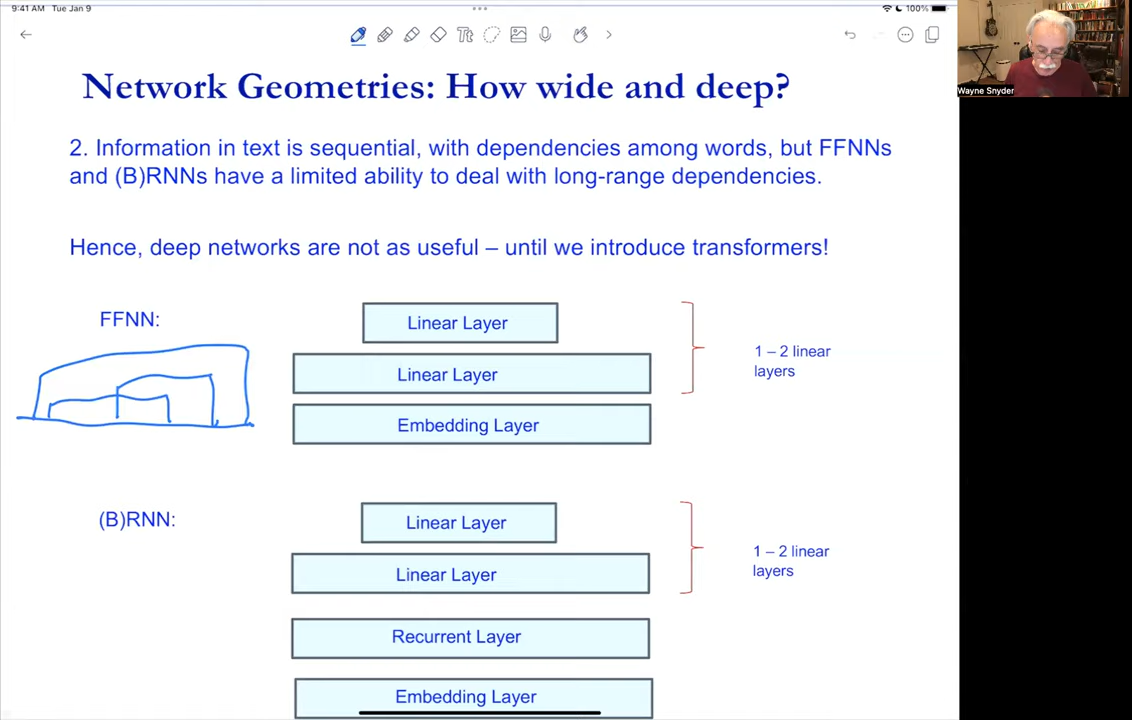 9:41 AM Tue Jan 9
100%
Tt
Wayne Snyder
Network Geometries: How wide and deep?
2. Information in text is sequential, with dependencies among words, but FFNNs
and (B)RNNs have a limited ability to deal with long-range dependencies.
Hence, deep networks are not as useful – until we introduce transformers!
FFNN:
Linear Layer
Linear Layer
Embedding Layer
1 – 2 linear
layers
(B)RNN:
Linear Layer
Linear Layer
Recurrent Layer
Embedding Layer
1 – 2 linear
layers